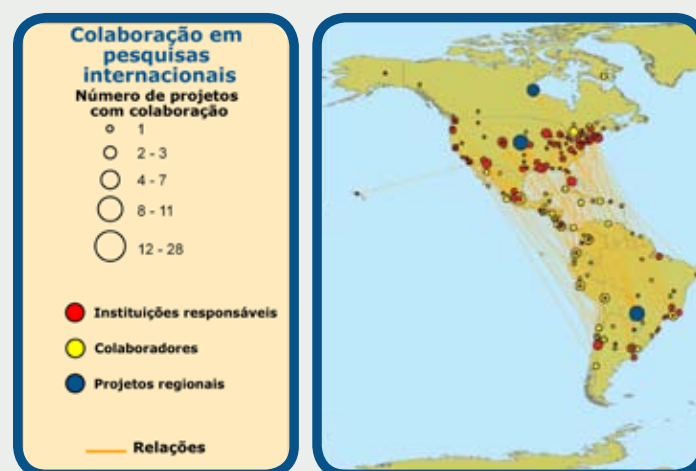 Colaboração em
pesquisas
internacionais
Número de projetos
com colaboração
1
2 - 3
4 - 7
8 - 11
12 - 28
Instituições responsáveis
Colaboradores
Projetos regionais
Relações